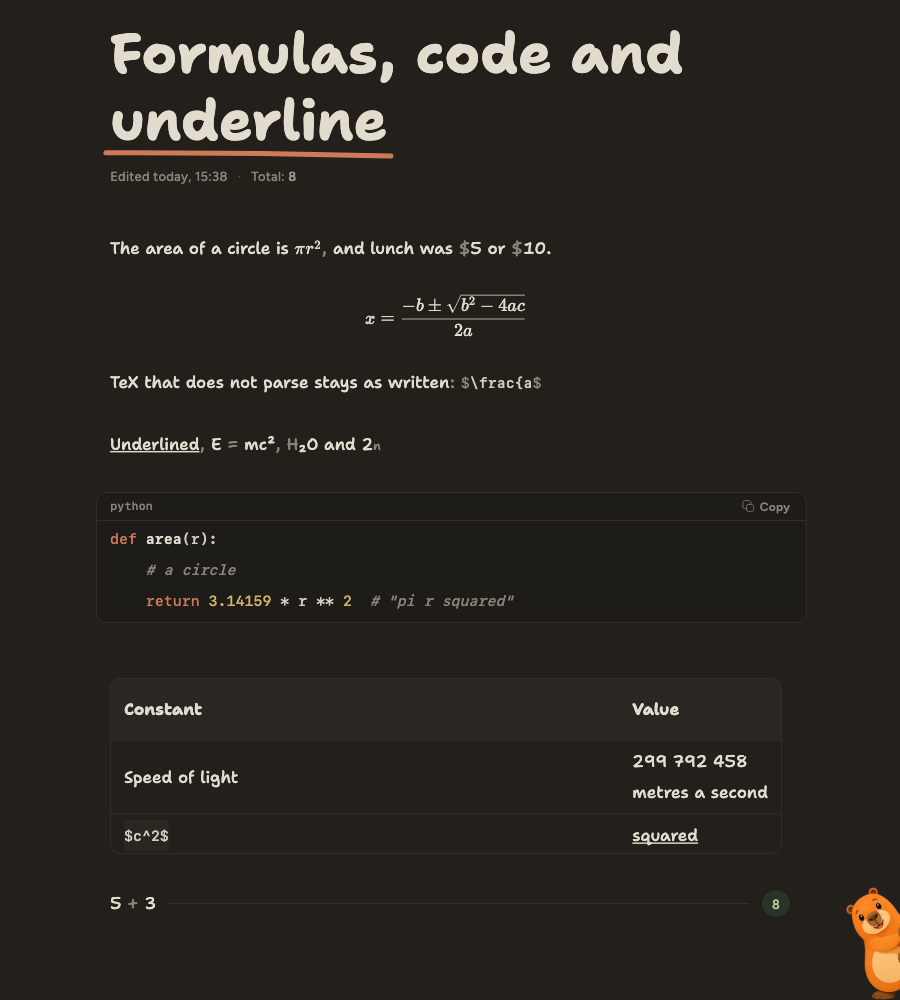 Formulas, code and
underline
Edited today, 15:38 · Total: 8
The area of a circle is πr², and lunch was $5 or $10.
x = (-b ± √(b² − 4ac)) / 2a
TeX that does not parse stays as written: $\frac{a$
Underlined, E = mc², H₂O and 2ⁿ
python
Copy
def area(r):
    # a circle
    return 3.14159 * r ** 2  # "pi r squared"
Constant Value
Speed of light 299 792 458
metres a second
$c^2$ squared
5 + 3 8